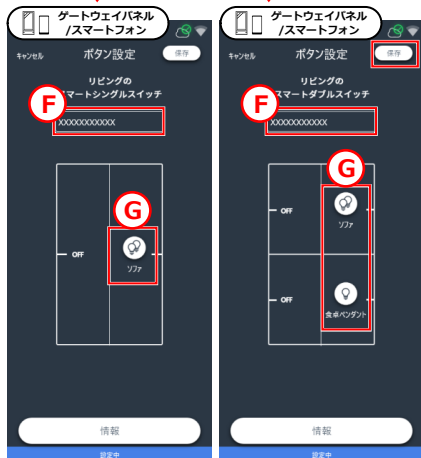 ゲートウェイパネル
/スマートフォン
キャンセル
ボタン設定
保存
リビングの
スマートシングルスイッチ
F
XXXXXXXXXXX
G
OFF
ソファ
情報
設定中
ゲートウェイパネル
/スマートフォン
キャンセル
ボタン設定
保存
リビングの
スマートダブルスイッチ
F
XXXXXXXXXXX
G
OFF
ソファ
OFF
食卓ペンダント
情報
設定中